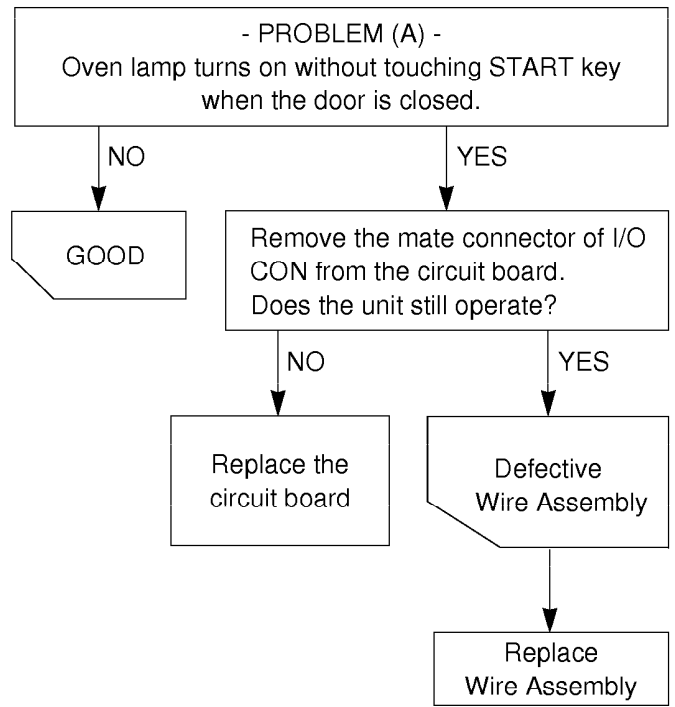 - PROBLEM (A) -
Oven lamp turns on without touching START key
when the door is closed.
NO
YES
GOOD
Remove the mate connector of I/O
CON from the circuit board.
Does the unit still operate?
NO
YES
Replace the
circuit board
Defective
Wire Assembly
Replace
Wire Assembly